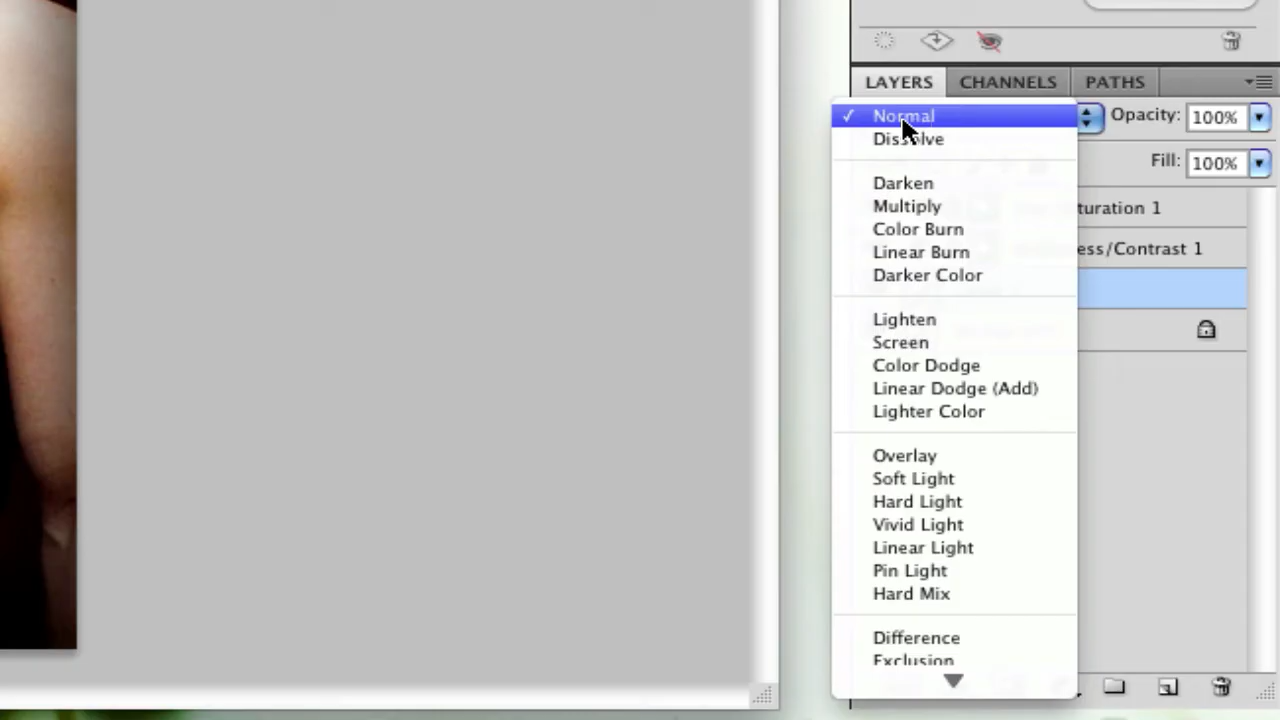 LAYERS CHANNELS PATHS
Normal Opacity: 100%
Dissolve
Fill: 100%
Darken
Multiply
turation 1
Color Burn
Linear Burn
ess/Contrast 1
Darker Color
Lighten
Screen
Color Dodge
Linear Dodge (Add)
Lighter Color
Overlay
Soft Light
Hard Light
Vivid Light
Linear Light
Pin Light
Hard Mix
Difference
Exclusion